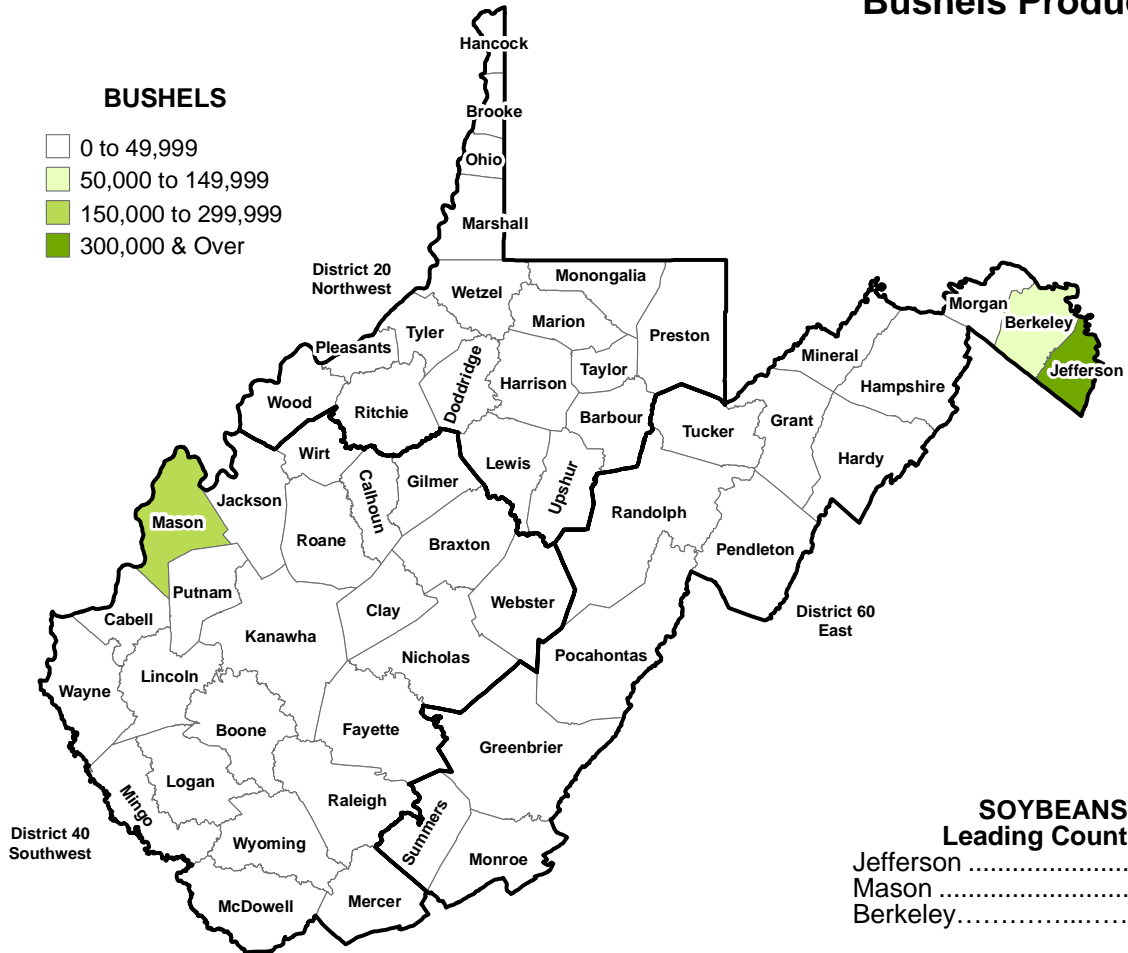 Bushels Produc
BUSHELS
0 to 49,999
50,000 to 149,999
150,000 to 299,999
300,000 & Over
Hancock
Brooke
Ohio
Marshall
District 20
Northwest
Wetzel
Monongalia
Marion
Preston
Tyler
Pleasants
Doddridge
Harrison
Taylor
Wood
Ritchie
Barbour
Morgan
Berkeley
Jefferson
Mineral
Hampshire
Grant
Tucker
Hardy
Wirt
Calhoun
Gilmer
Lewis
Upshur
Jackson
Mason
Roane
Braxton
Randolph
Pendleton
Putnam
Clay
Webster
District 60
East
Cabell
Kanawha
Nicholas
Pocahontas
Wayne
Lincoln
Boone
Fayette
Greenbrier
Logan
Mingo
Raleigh
Summers
District 40
Southwest
Wyoming
Monroe
McDowell
Mercer
SOYBEANS
Leading Count
Jefferson ......................
Mason ..........................
Berkeley…………...……